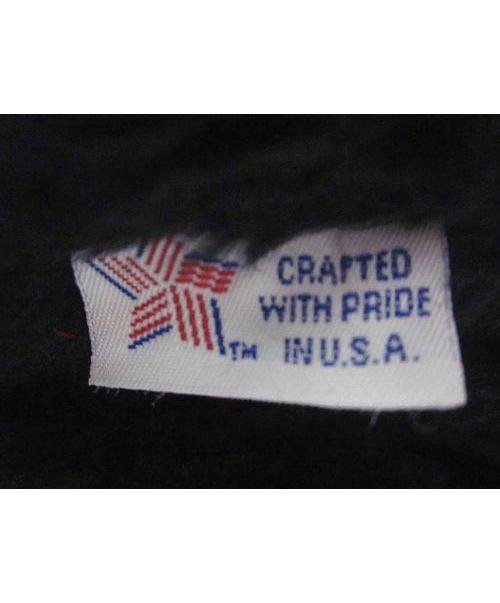 CRAFTED
WITH PRIDE
TM IN U.S.A.